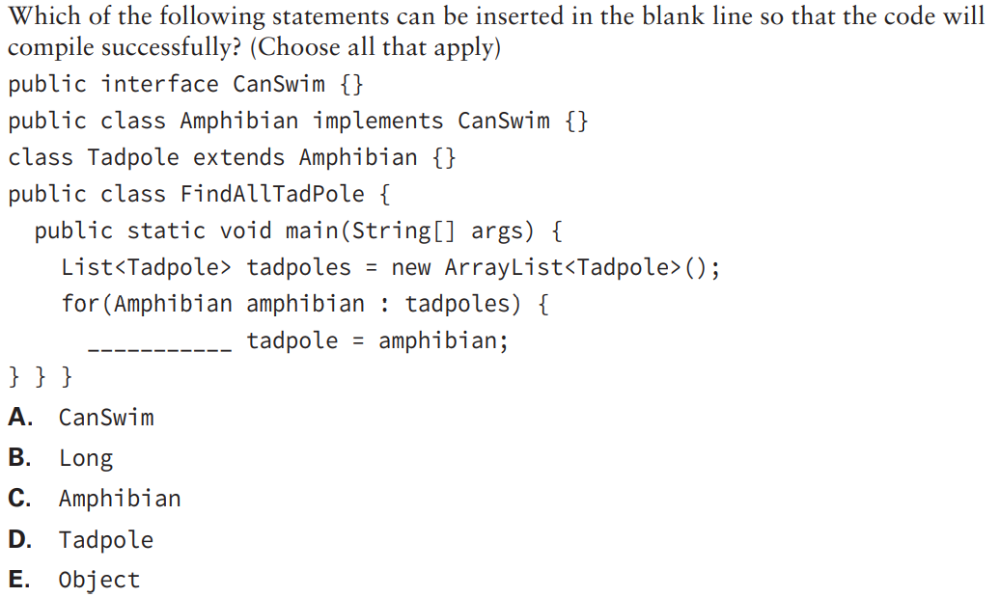 Which of the following statements can be inserted in the blank line so that the code will
compile successfully? (Choose all that apply)
public interface CanSwim {}
public class Amphibian implements CanSwim {}
class Tadpole extends Amphibian {}
public class FindAllTadPole {
  public static void main(String[] args) {
    List<Tadpole> tadpoles = new ArrayList<Tadpole>();
    for(Amphibian amphibian : tadpoles) {
      ___________ tadpole = amphibian;
} } }
A. CanSwim
B. Long
C. Amphibian
D. Tadpole
E. Object